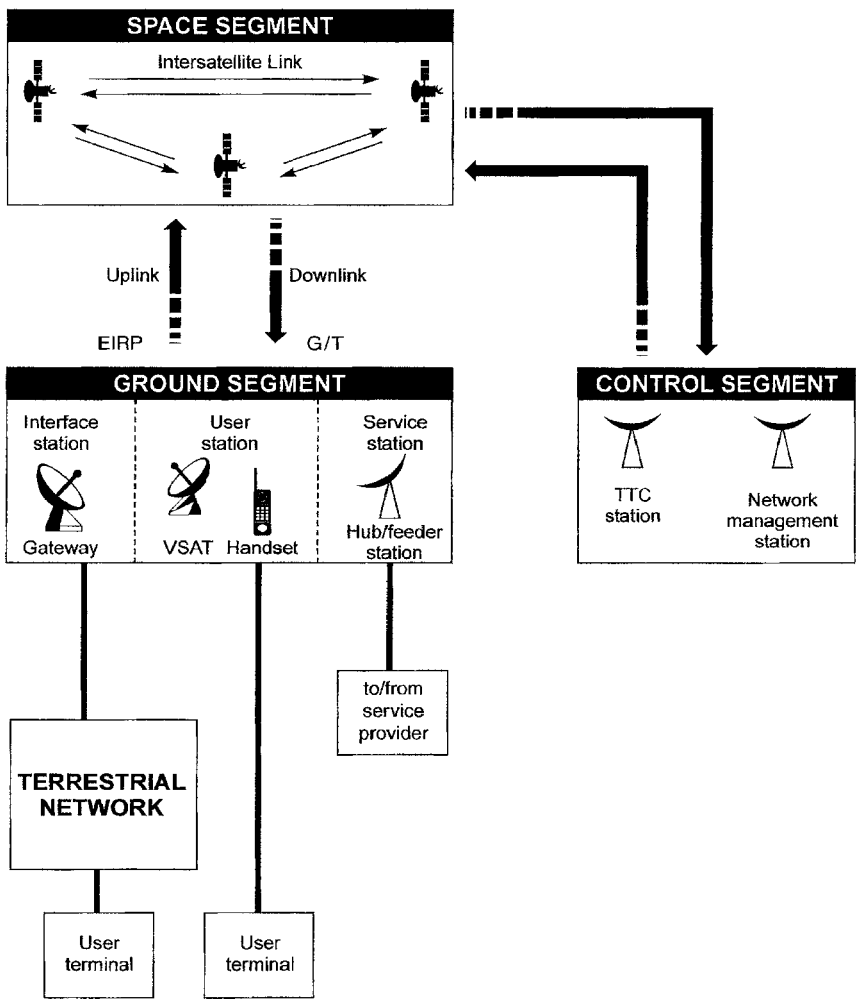 SPACE SEGMENT
Intersatellite Link
Uplink
Downlink
EIRP
G/T
GROUND SEGMENT
Interface
station
Gateway
User
station
VSAT
Handset
Service
station
Hub/feeder
station
CONTROL SEGMENT
TTC
station
Network
management
station
to/from
service
provider
TERRESTRIAL
NETWORK
User
terminal
User
terminal